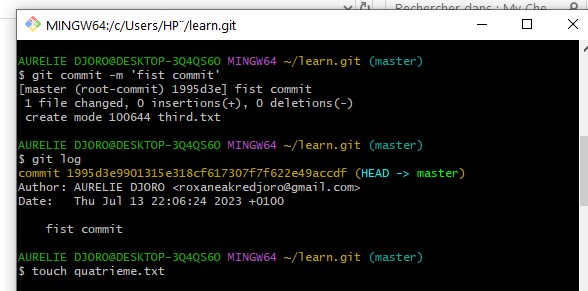 Rechercher dans : My Che
MINGW64:/c/Users/HP¨/learn.git
AURELIE DJORO@DESKTOP-3Q4QS6O MINGW64 ~/learn.git (master)
$ git commit -m 'fist commit'
[master (root-commit) 1995d3e] fist commit
 1 file changed, 0 insertions(+), 0 deletions(-)
 create mode 100644 third.txt
AURELIE DJORO@DESKTOP-3Q4QS6O MINGW64 ~/learn.git (master)
$ git log
commit 1995d3e9901315e318cf617307f7f622e49accdf (HEAD -> master)
Author: AURELIE DJORO <roxaneakredjoro@gmail.com>
Date:   Thu Jul 13 22:06:24 2023 +0100
    fist commit
AURELIE DJORO@DESKTOP-3Q4QS6O MINGW64 ~/learn.git (master)
$ touch quatrieme.txt